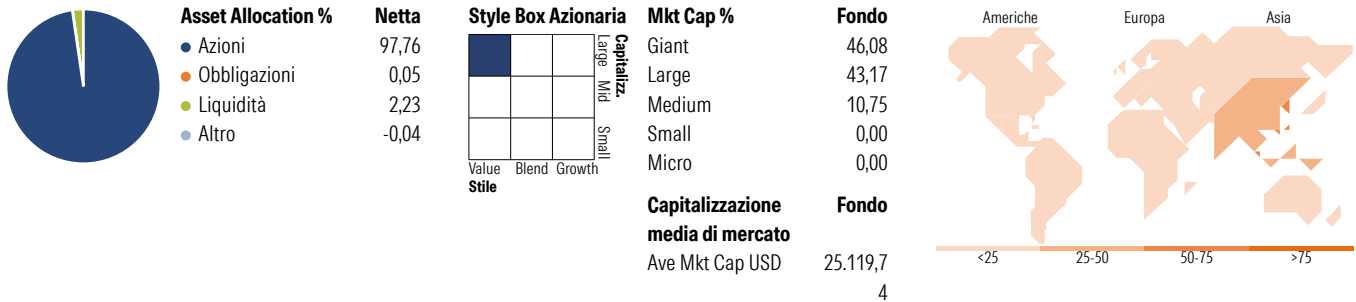 Asset Allocation % Netta
Azioni 97,76
Obbligazioni 0,05
Liquidità 2,23
Altro -0,04
Style Box Azionaria
Large Mid Small
Capitalizz.
Value Blend Growth
Stile
Mkt Cap % Fondo
Giant 46,08
Large 43,17
Medium 10,75
Small 0,00
Micro 0,00
Capitalizzazione Fondo
media di mercato
Ave Mkt Cap USD 25.119,7
4
Americhe Europa Asia
<25 25-50 50-75 >75